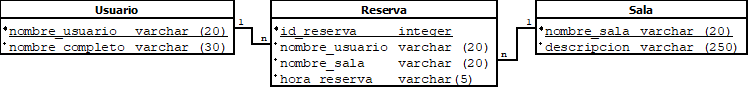 Usuario
nombre_usuario varchar (20)
nombre_completo varchar (30)
1
n
Reserva
id_reserva integer
nombre_usuario varchar (20)
nombre_sala varchar (20)
hora_reserva varchar(5)
1
n
Sala
nombre_sala varchar (20)
descripcion varchar (250)